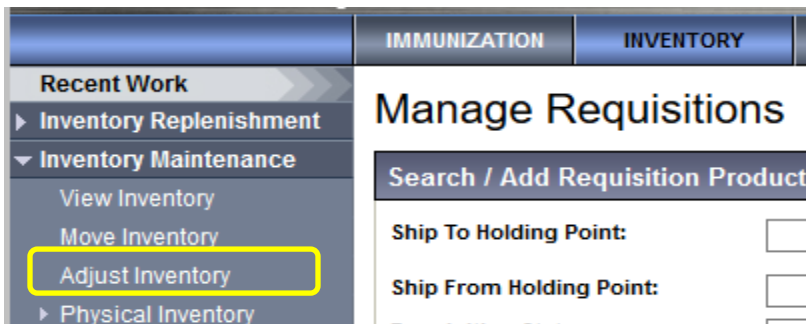 IMMUNIZATION
INVENTORY
Recent Work
Inventory Replenishment
Inventory Maintenance
View Inventory
Move Inventory
Adjust Inventory
Physical Inventory
Manage Requisitions
Search / Add Requisition Product
Ship To Holding Point:
Ship From Holding Point: